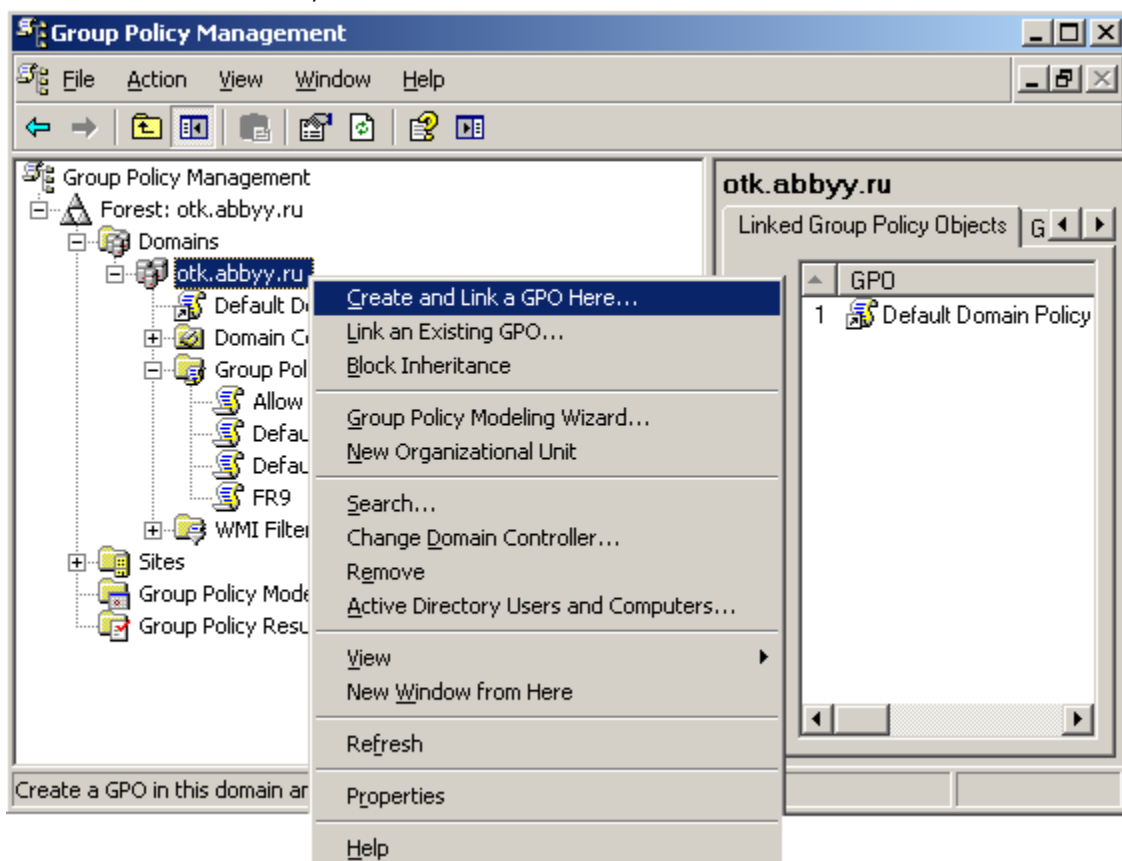 Group Policy Management
File Action View Window Help
Group Policy Management
Forest: otk.abbyy.ru
Domains
otk.abbyy.ru
Default D
Domain C
Group Pol
Allow
Defau
Defau
FR9
WMI Filter
Sites
Group Policy Mode
Group Policy Resu
Create and Link a GPO Here...
Link an Existing GPO...
Block Inheritance
Group Policy Modeling Wizard...
New Organizational Unit
Search...
Change Domain Controller...
Remove
Active Directory Users and Computers...
View
New Window from Here
Refresh
Properties
Help
otk.abbyy.ru
Linked Group Policy Objects G
GPO
1 Default Domain Policy
Create a GPO in this domain an